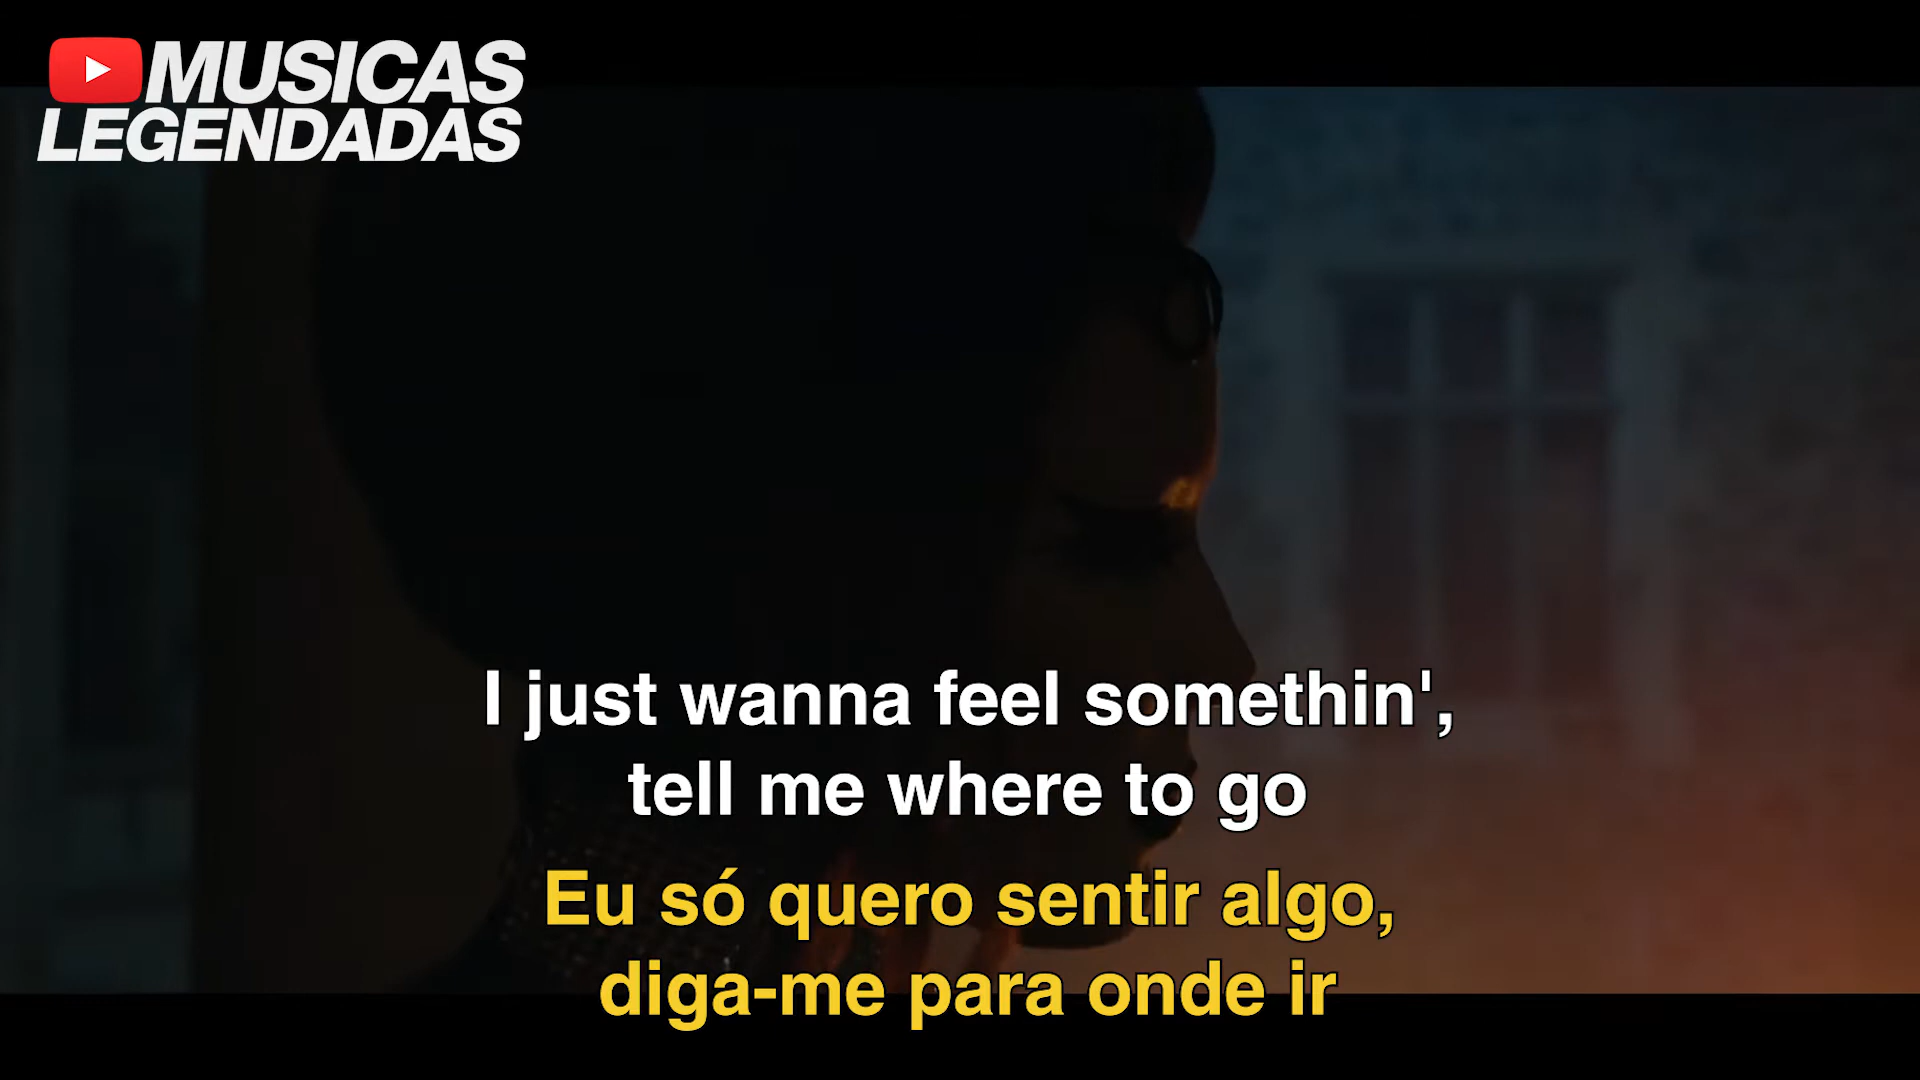 MUSICAS
LEGENDADAS
I just wanna feel somethin',
tell me where to go
Eu só quero sentir algo,
diga-me para onde ir